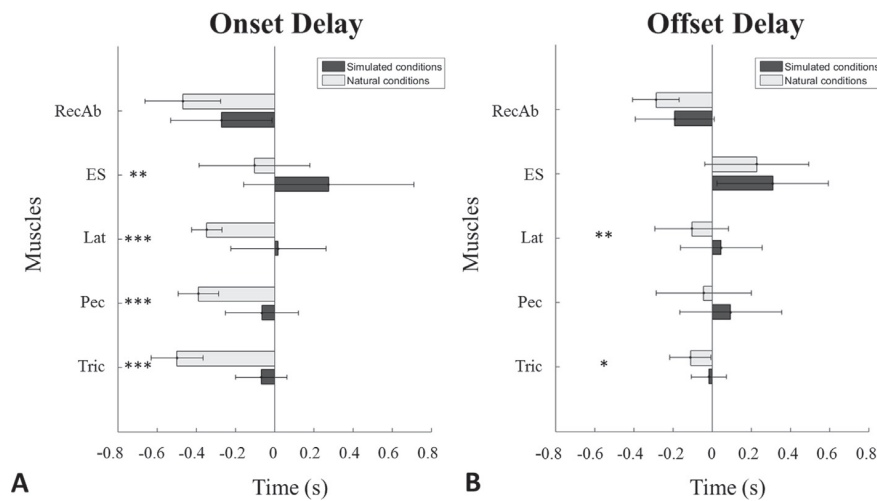 Onset Delay
Simulated conditions
Natural conditions
Muscles
RecAb
ES **
Lat ***
Pec ***
Tric ***
-0.8 -0.6 -0.4 -0.2 0 0.2 0.4 0.6 0.8
Time (s)
A
Offset Delay
Simulated conditions
Natural conditions
Muscles
RecAb
ES
Lat **
Pec
Tric *
-0.8 -0.6 -0.4 -0.2 0 0.2 0.4 0.6 0.8
Time (s)
B